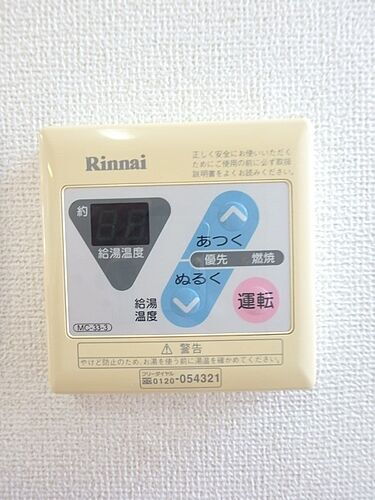 Rinnai
正しく安全にお使いいただく
ためにご使用の前に必ず取扱
説明書をよくお読みください。
約
給湯温度
あつく
優先 燃焼
ぬるく
給湯
温度
運転
MC-33-3
⚠警告
やけど防止のため、お湯を使う前に湯温を確かめてください。
フリーダイヤル
0120-054321